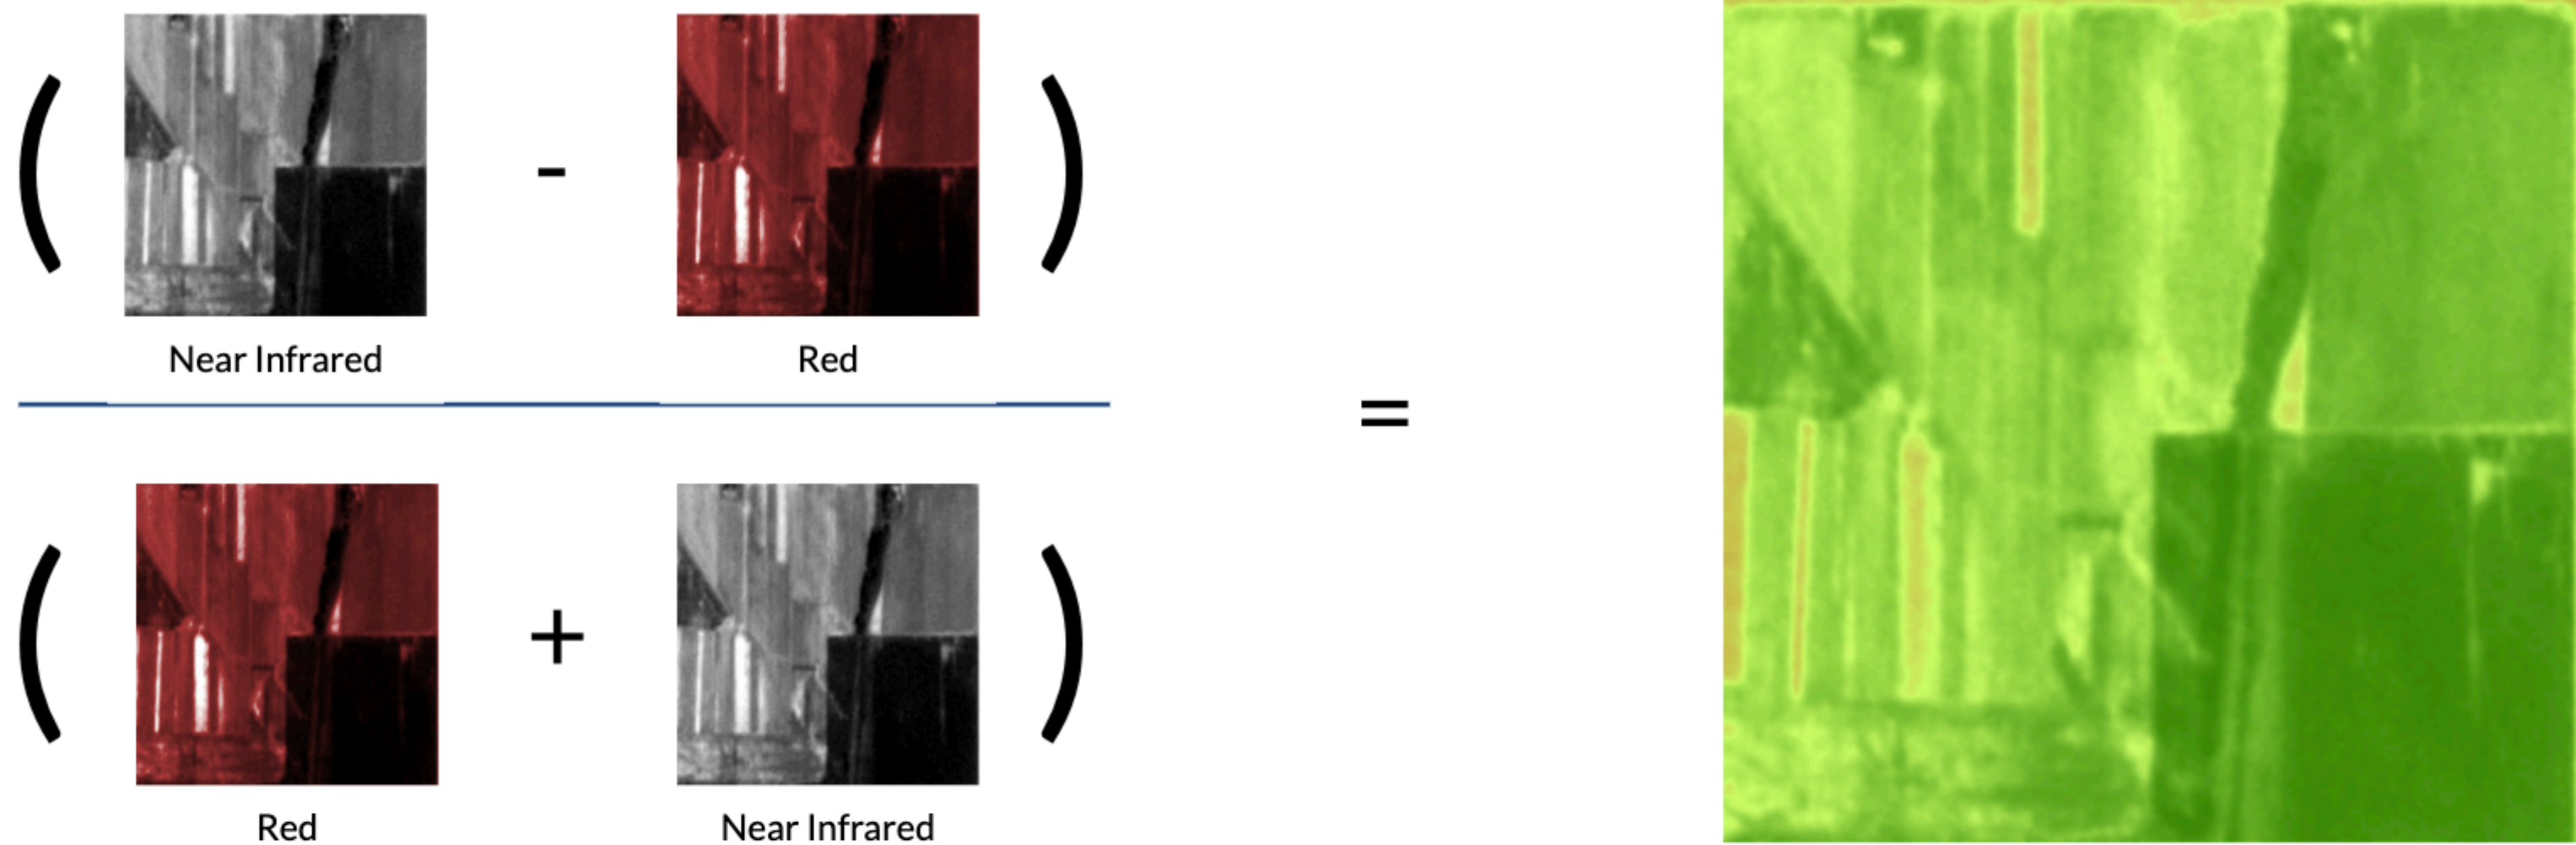 ( - )
Near Infrared Red
=
( + )
Red Near Infrared